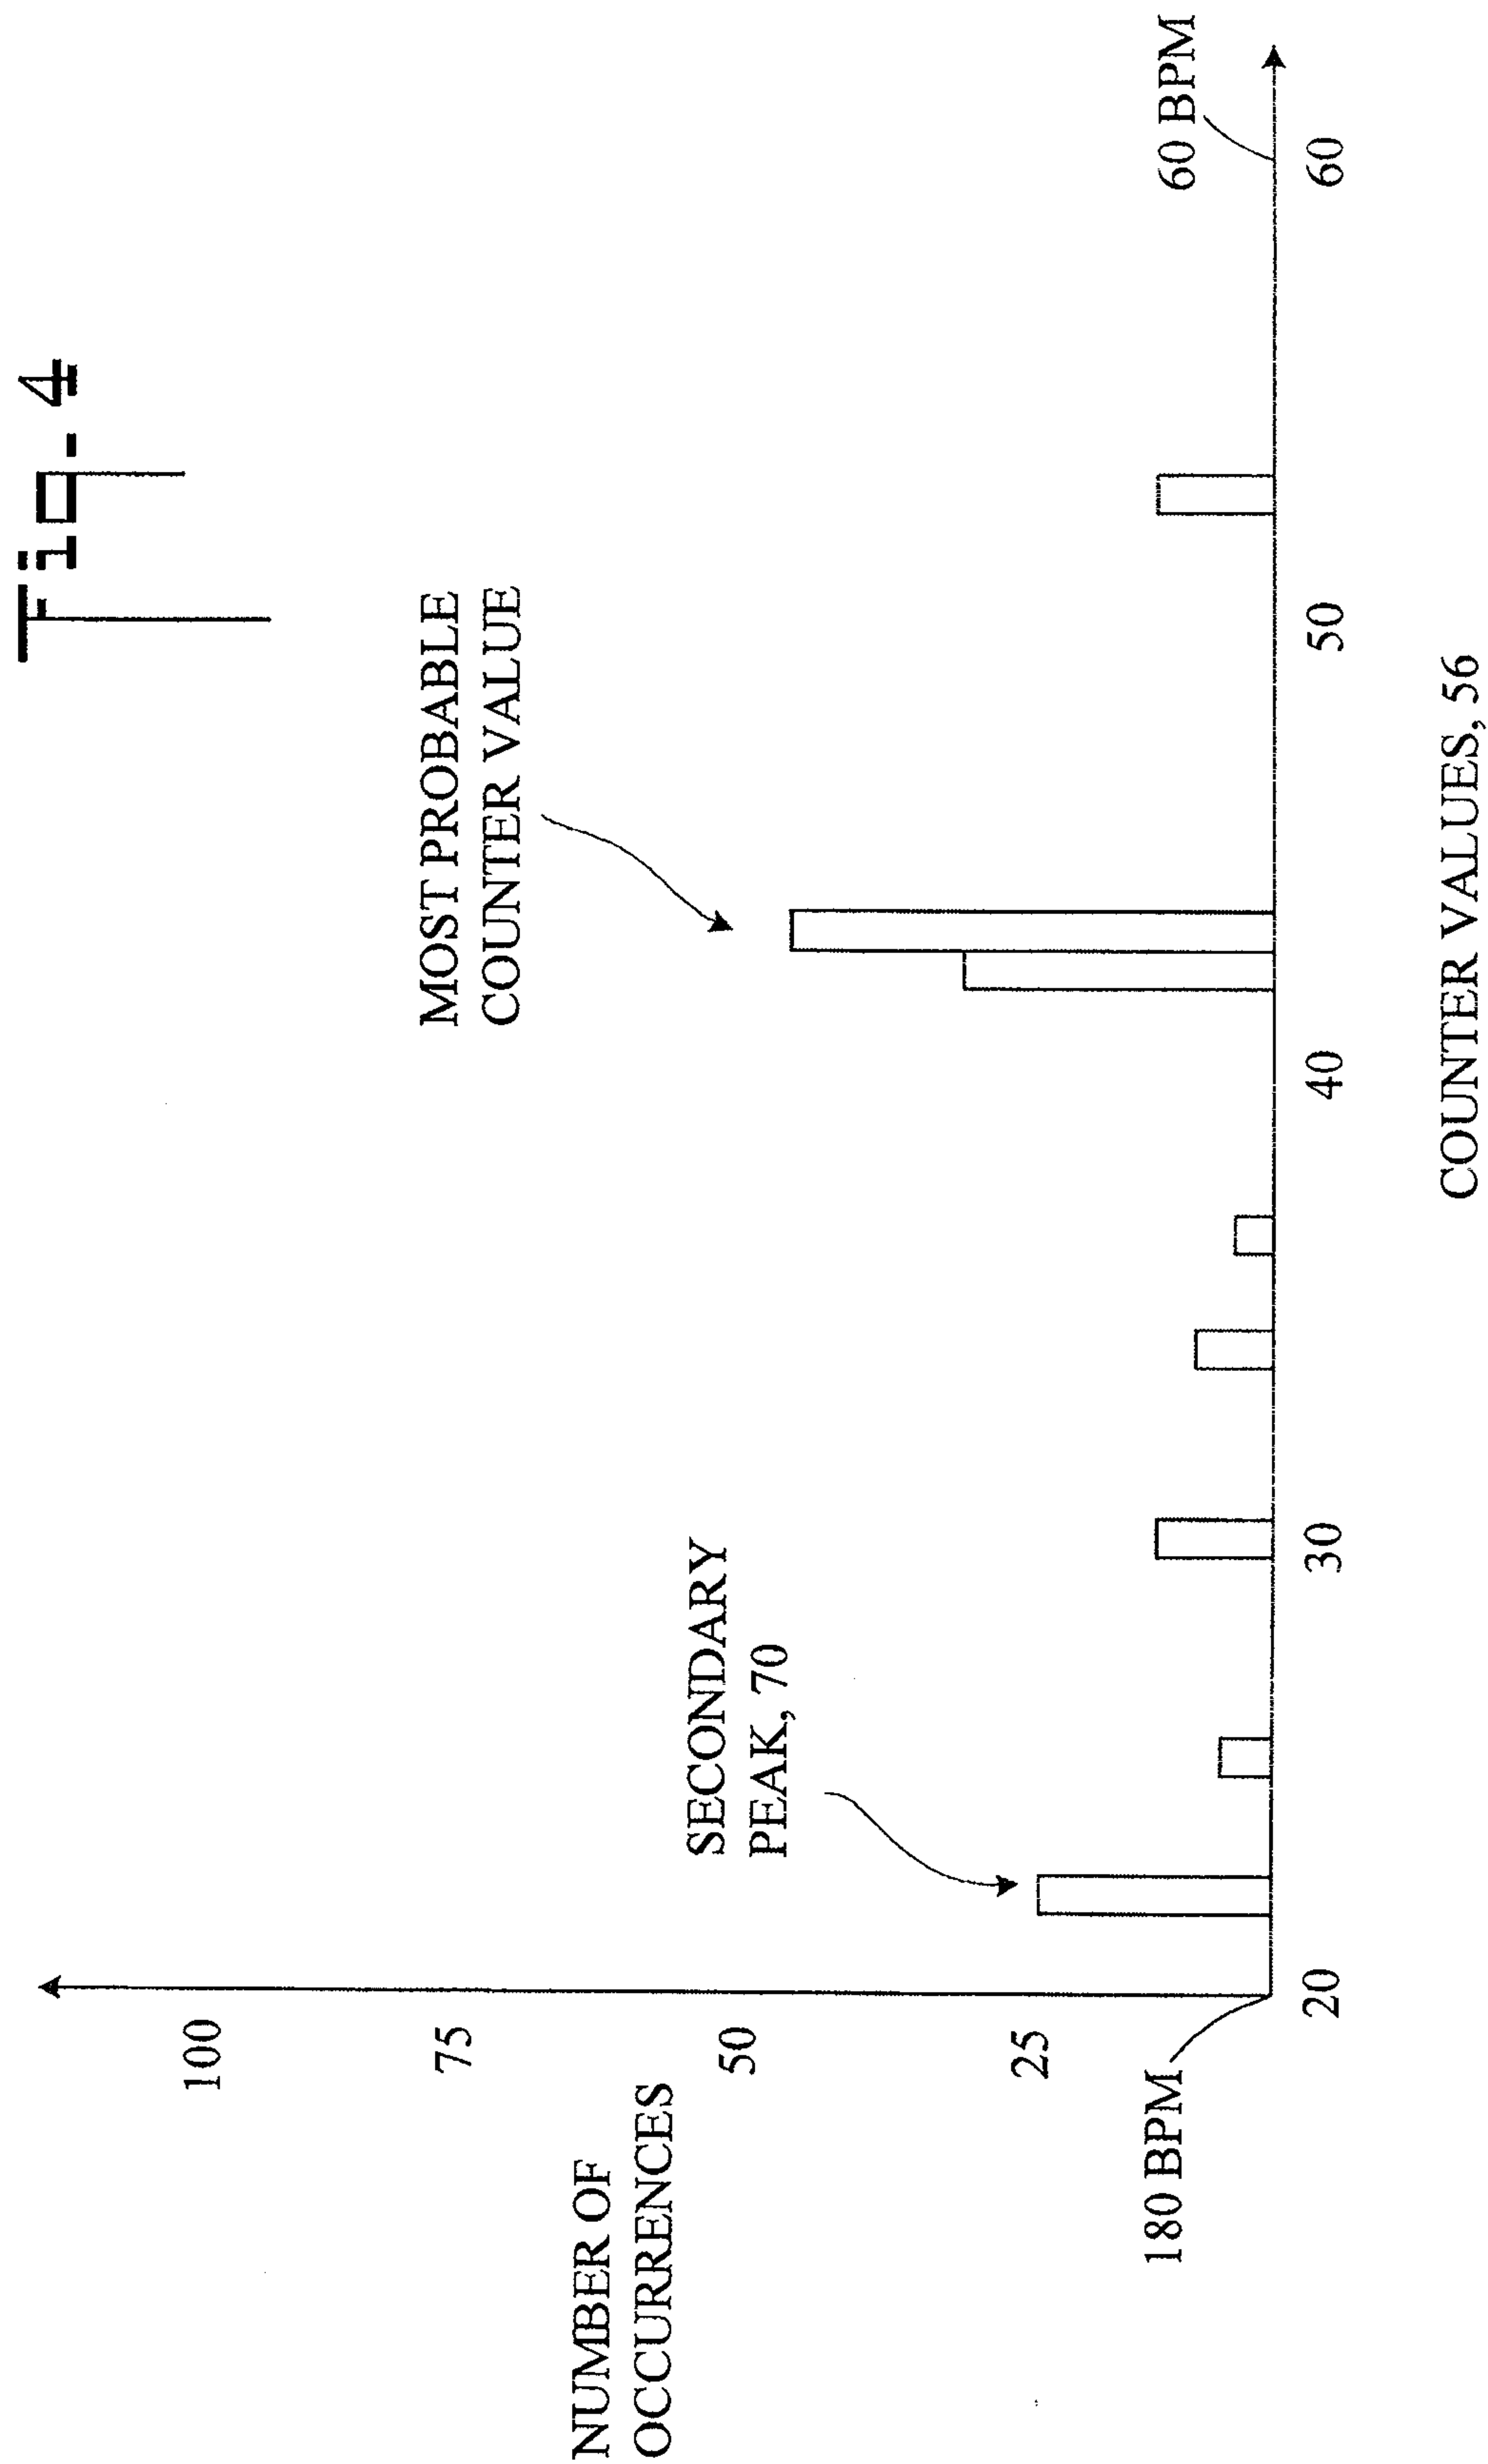 Fig. 4
MOST PROBABLE
COUNTER VALUE
SECONDARY
PEAK, 70
NUMBER OF
OCCURRENCES
100
75
50
25
180 BPM
60 BPM
20
30
40
50
60
COUNTER VALUES, 56